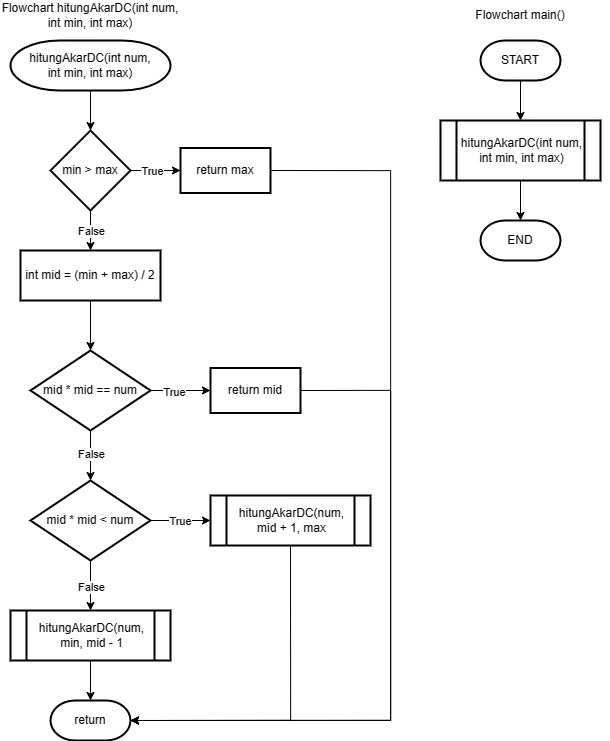 Flowchart hitungAkarDC(int num,
int min, int max)
hitungAkarDC(int num,
int min, int max)
min > max
True
return max
False
int mid = (min + max) / 2
mid * mid == num
True
return mid
False
mid * mid < num
True
hitungAkarDC(num,
mid + 1, max
False
hitungAkarDC(num,
min, mid - 1
return
Flowchart main()
START
hitungAkarDC(int num,
int min, int max)
END